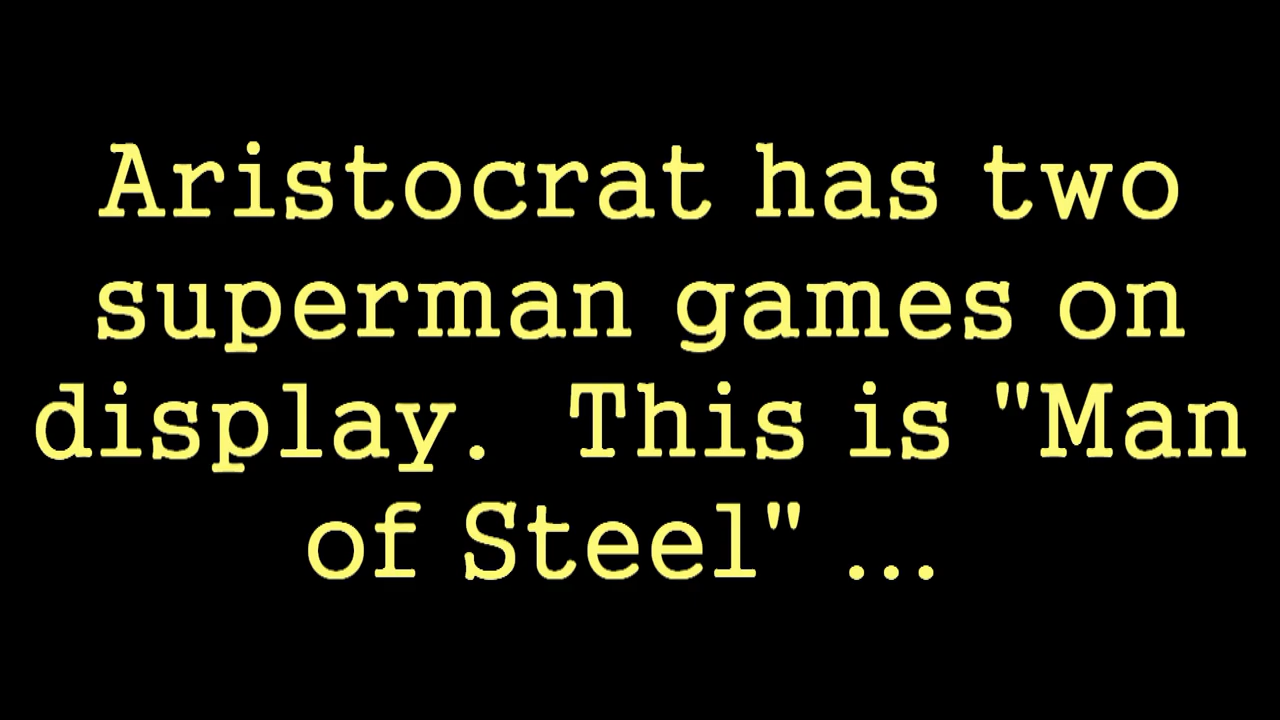 Aristocrat has two
superman games on
display.  This is "Man
of Steel" ...